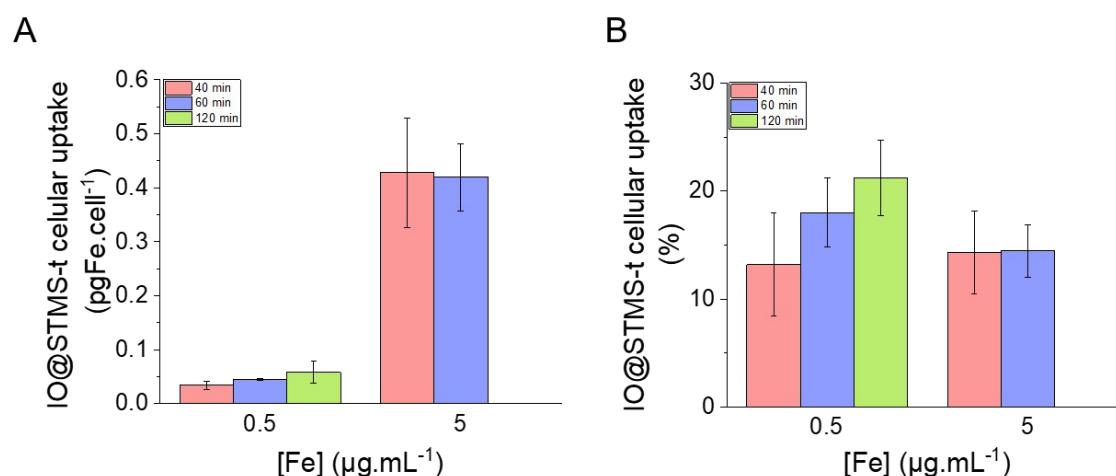 A
IO@STMS-t celular uptake
(pgFe.cell⁻¹)
0.6
0.5
0.4
0.3
0.2
0.1
0.0
40 min
60 min
120 min
0.5
5
[Fe] (µg.mL⁻¹)
B
IO@STMS-t cellular uptake
(%)
30
20
10
0
40 min
60 min
120 min
0.5
5
[Fe] (µg.mL⁻¹)